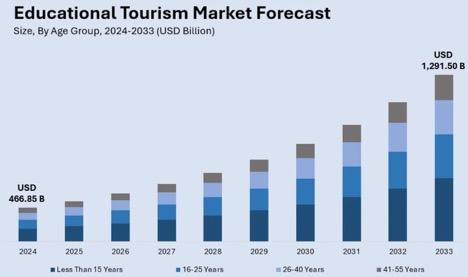 Educational Tourism Market Forecast
Size, By Age Group, 2024-2033 (USD Billion)
USD
1,291.50 B
USD
466.85 B
2024 2025 2026 2027 2028 2029 2030 2031 2032 2033
Less Than 15 Years 16-25 Years 26-40 Years 41-55 Years